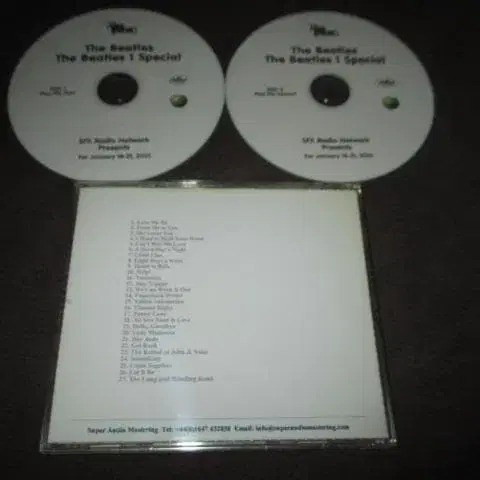 The Beatles
The Beatles 1 Special
SFX Radio Network
Presents
For January 2001
The Beatles
The Beatles 1 Special
SFX Radio Network
Presents
For January 2001
1. Love Me Do
2. From Me to You
3. She Loves You
4. I Want to Hold Your Hand
5. Can't Buy Me Love
6. A Hard Day's Night
7. I Feel Fine
8. Eight Days a Week
9. Ticket to Ride
10. Help!
11. Yesterday
12. Day Tripper
13. We Can Work It Out
14. Paperback Writer
15. Yellow Submarine
16. Eleanor Rigby
17. Penny Lane
18. All You Need Is Love
19. Hello, Goodbye
20. Lady Madonna
21. Hey Jude
22. Get Back
23. The Ballad of John & Yoko
24. Something
25. Come Together
26. Let It Be
27. The Long and Winding Road
Super Audio Mastering Tel: 432858 Email: info@superaudiomastering.com